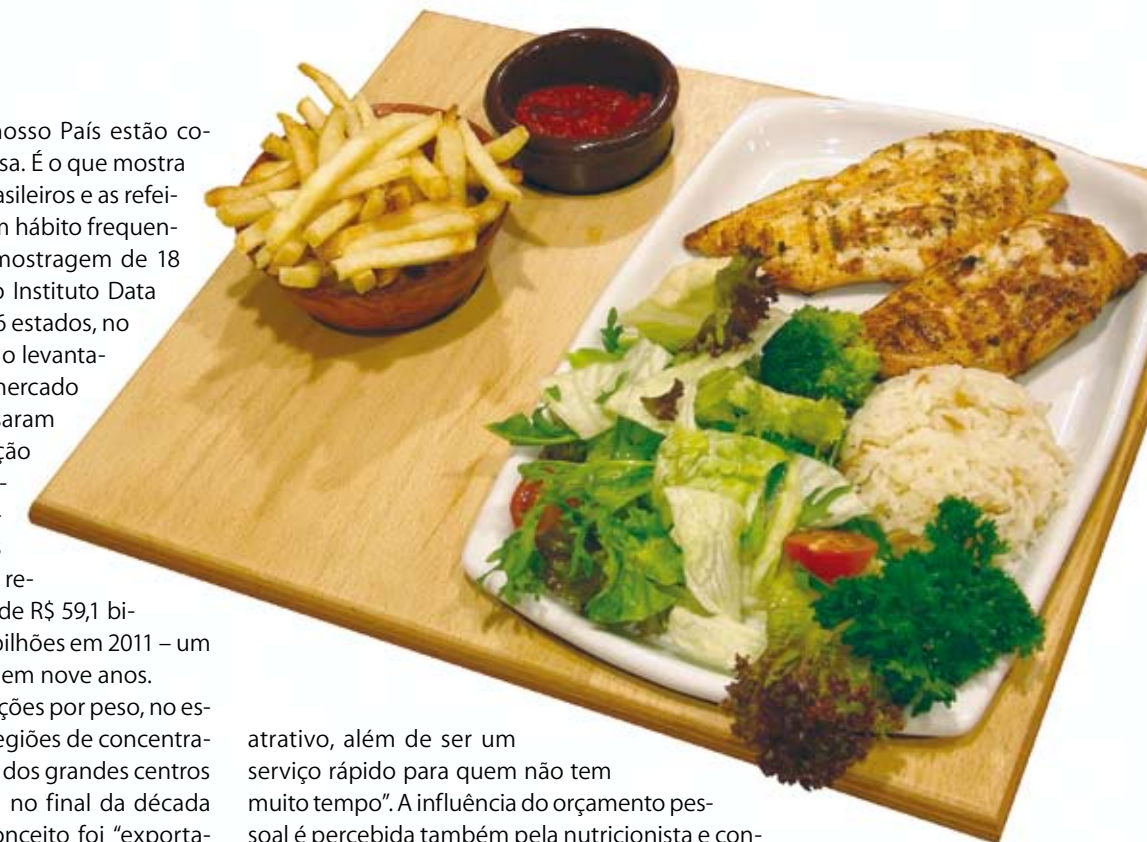 nosso País estão co-
sa. É o que mostra
asileiros e as refei-
m hábito frequen-
mostragem de 18
o Instituto Data
6 estados, no
o levanta-
mercado
saram
ção
-
re-
de R$ 59,1 bi-
bilhões em 2011 – um
em nove anos.
ções por peso, no es-
egiões de concentra-
dos grandes centros
no final da década
onceito foi “exporta-
atrativo, além de ser um
serviço rápido para quem não tem
muito tempo”. A influência do orçamento pes-
soal é percebida também pela nutricionista e con-